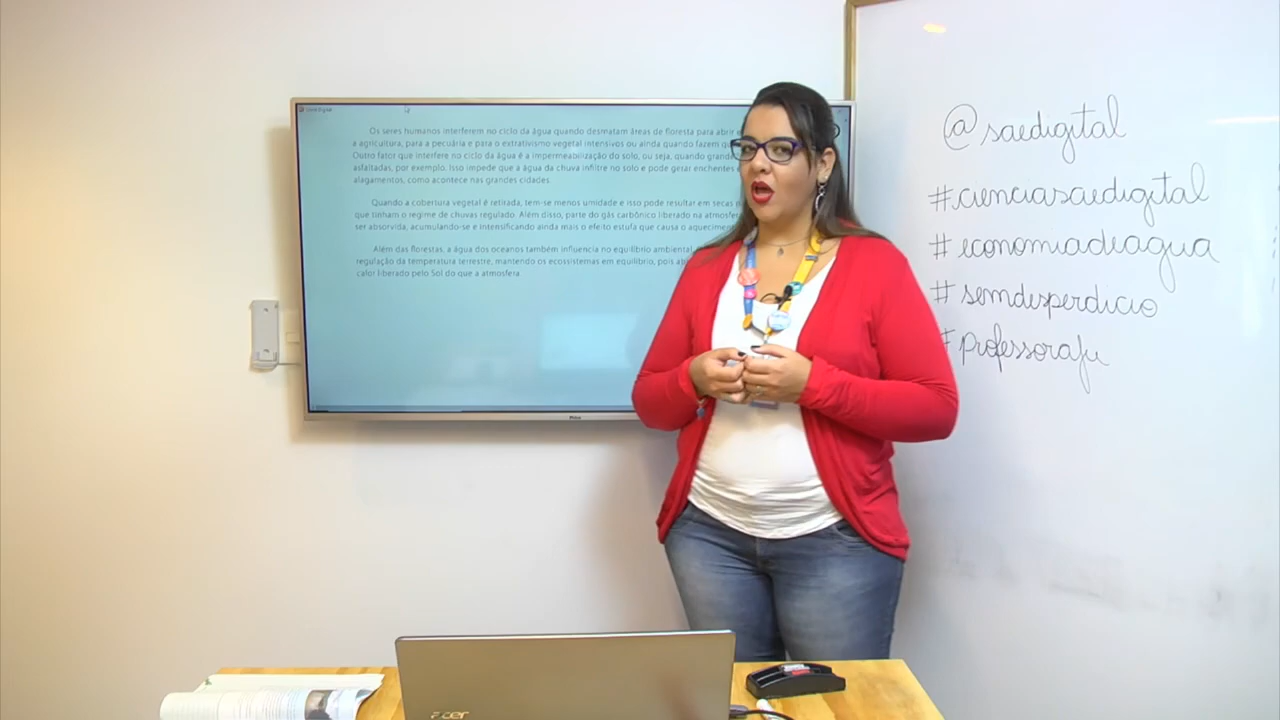 Os seres humanos interferem no ciclo da água quando desmatam áreas de floresta para abrir
a agricultura, para a pecuária e para o extrativismo vegetal intensivos ou ainda quando fazem
Outro fator que interfere no ciclo da água é a impermeabilização do solo, ou seja, quando
asfaltadas, por exemplo. Isso impede que a água da chuva infiltre no solo e pode gerar enchentes
alagamentos, como acontece nas grandes cidades.
Quando a cobertura vegetal é retirada, tem-se menos umidade e isso pode resultar em secas
que tinham o regime de chuvas regulado. Além disto, parte do gás carbônico liberado na
ser absorvida, acumulando-se e intensificando ainda mais o efeito estufa que causa o
Além das florestas, a água dos oceanos também influencia no equilíbrio ambiental
regulação da temperatura terrestre, mantendo os ecossistemas em equilíbrio, pois
calor liberado pelo Sol do que a atmosfera
@saedigital
#cienciasaedigital
#economiadeagua
#semdesperdicio
#professoraju
Philco
acer